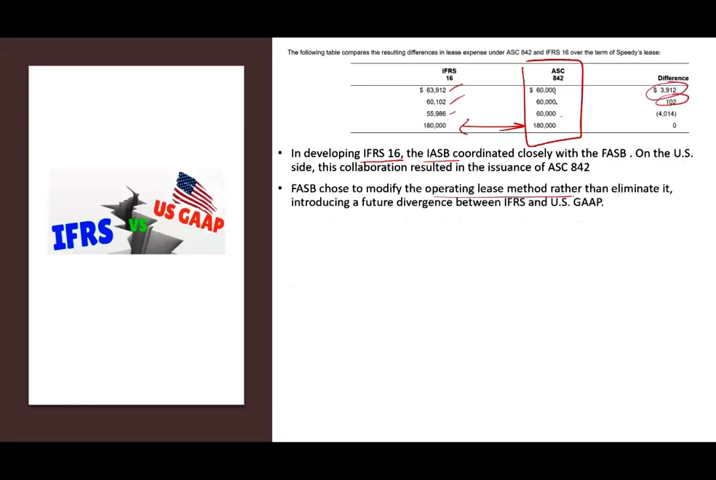 The following table compares the resulting differences in lease expense under ASC 842 and IFRS 16 over the term of Speedy's lease:
IFRS ASC
16 842 Difference
$ 63,912 $ 60,000 $ 3,912
60,102 60,000 102
55,986 60,000 (4,014)
180,000 180,000 0
• In developing IFRS 16, the IASB coordinated closely with the FASB . On the U.S.
side, this collaboration resulted in the issuance of ASC 842
• FASB chose to modify the operating lease method rather than eliminate it,
introducing a future divergence between IFRS and U.S. GAAP.
IFRS VS US GAAP